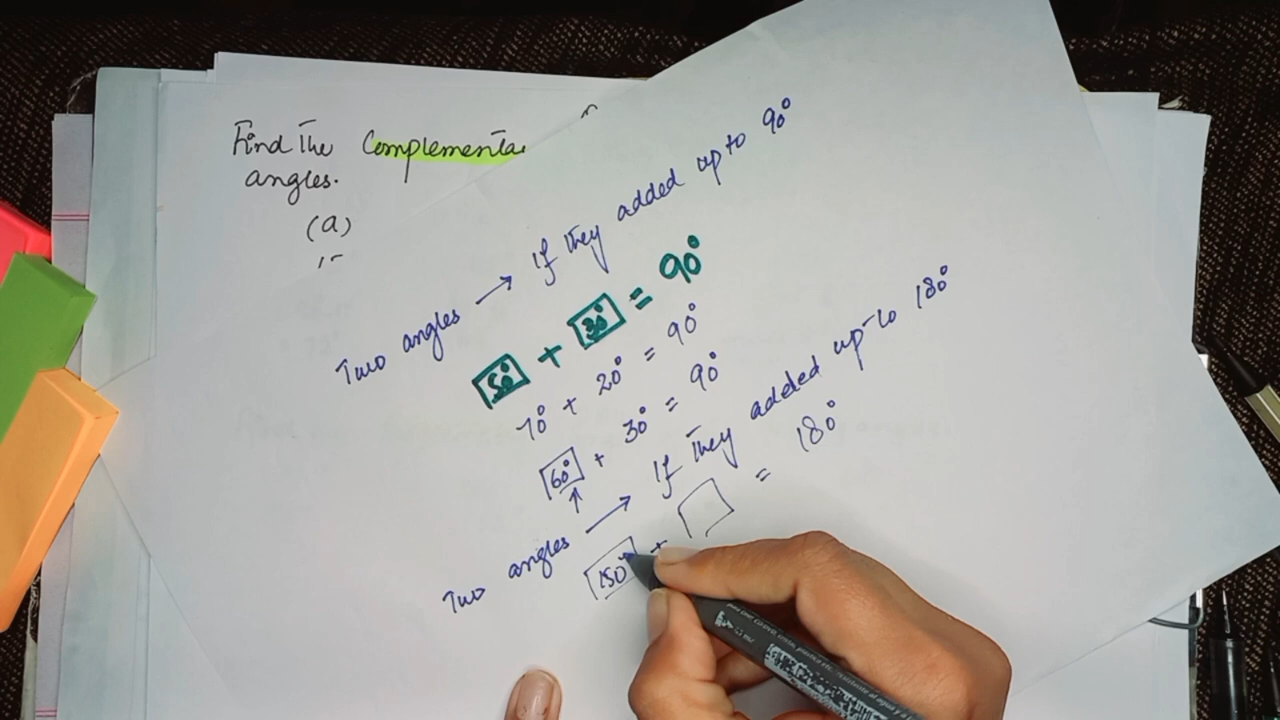 Find The Complementa
angles.
(a)
Two angles → if they added up to 90°
50° + 30° = 90°
70° + 20° = 90°
60° + 30° = 90°
Two angles → If they added up to 180°
150° + = 180°